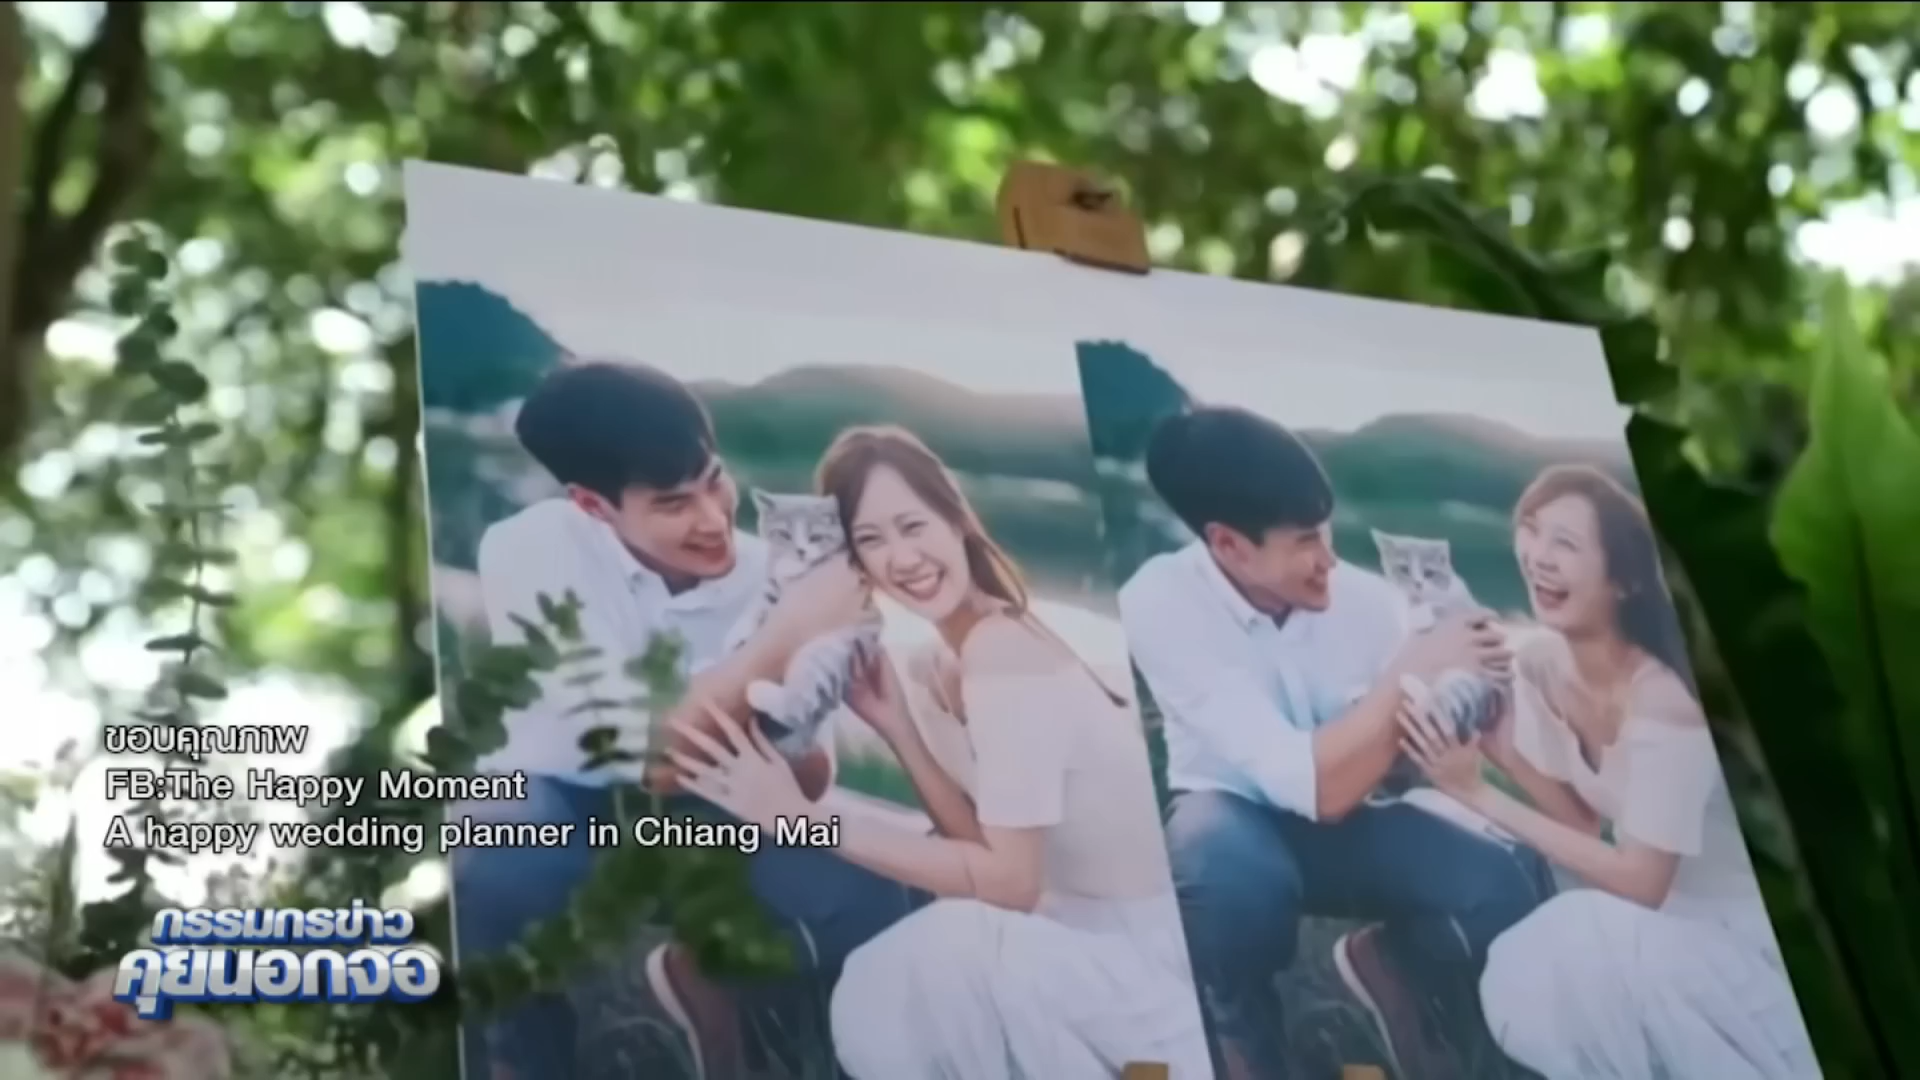 ขอบคุณภาพ
FB:The Happy Moment
A happy wedding planner in Chiang Mai
กรรมกรข่าว
คุยนอกจอ